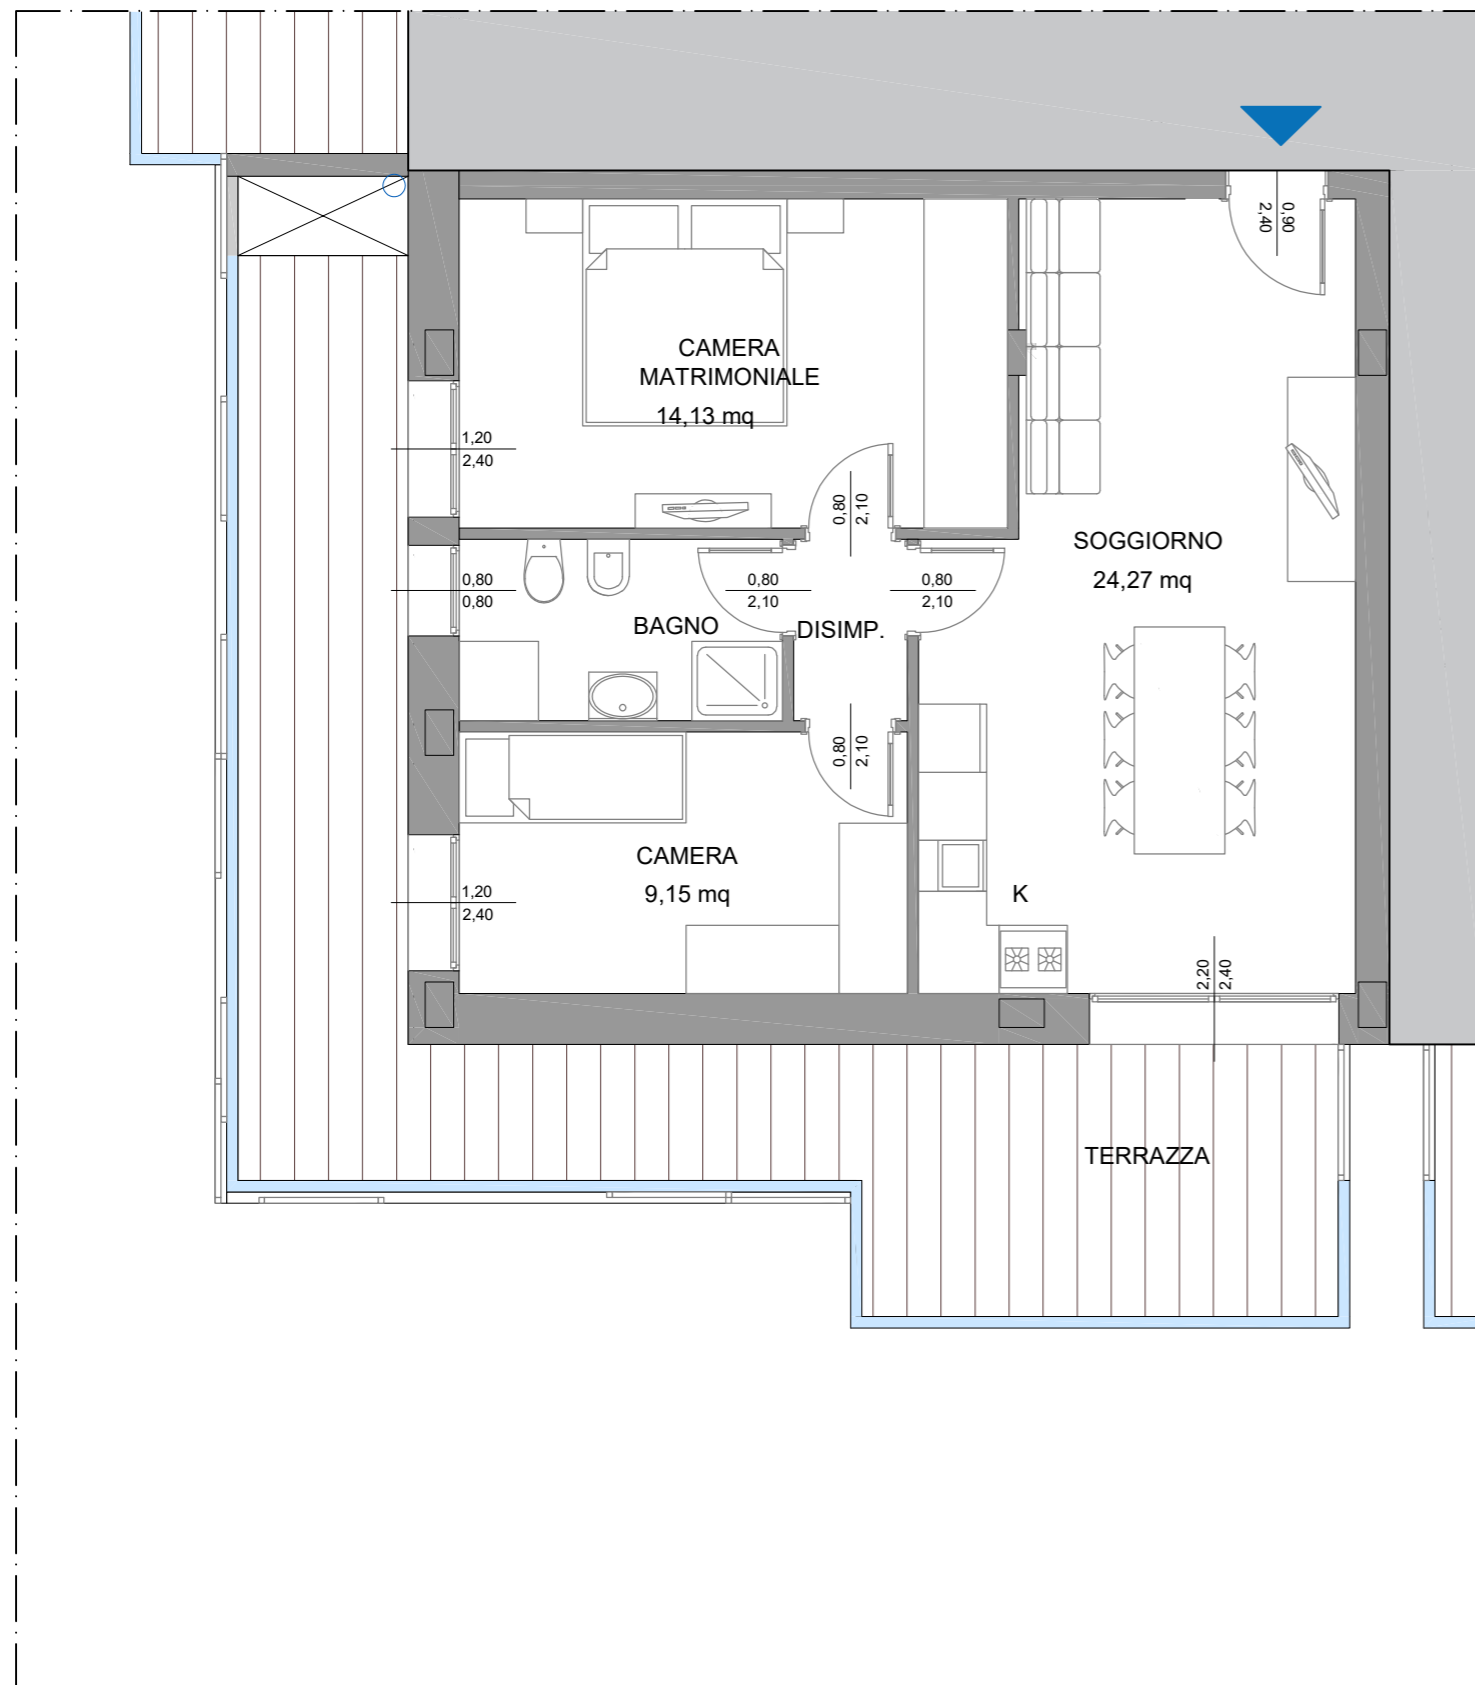 0,90
2,40
CAMERA
MATRIMONIALE
14,13 mq
1,20
2,40
0,80
2,10
SOGGIORNO
24,27 mq
0,80
0,80
0,80
2,10
0,80
2,10
BAGNO
DISIMP.
0,80
2,10
CAMERA
9,15 mq
1,20
2,40
K
2,20
2,40
TERRAZZA